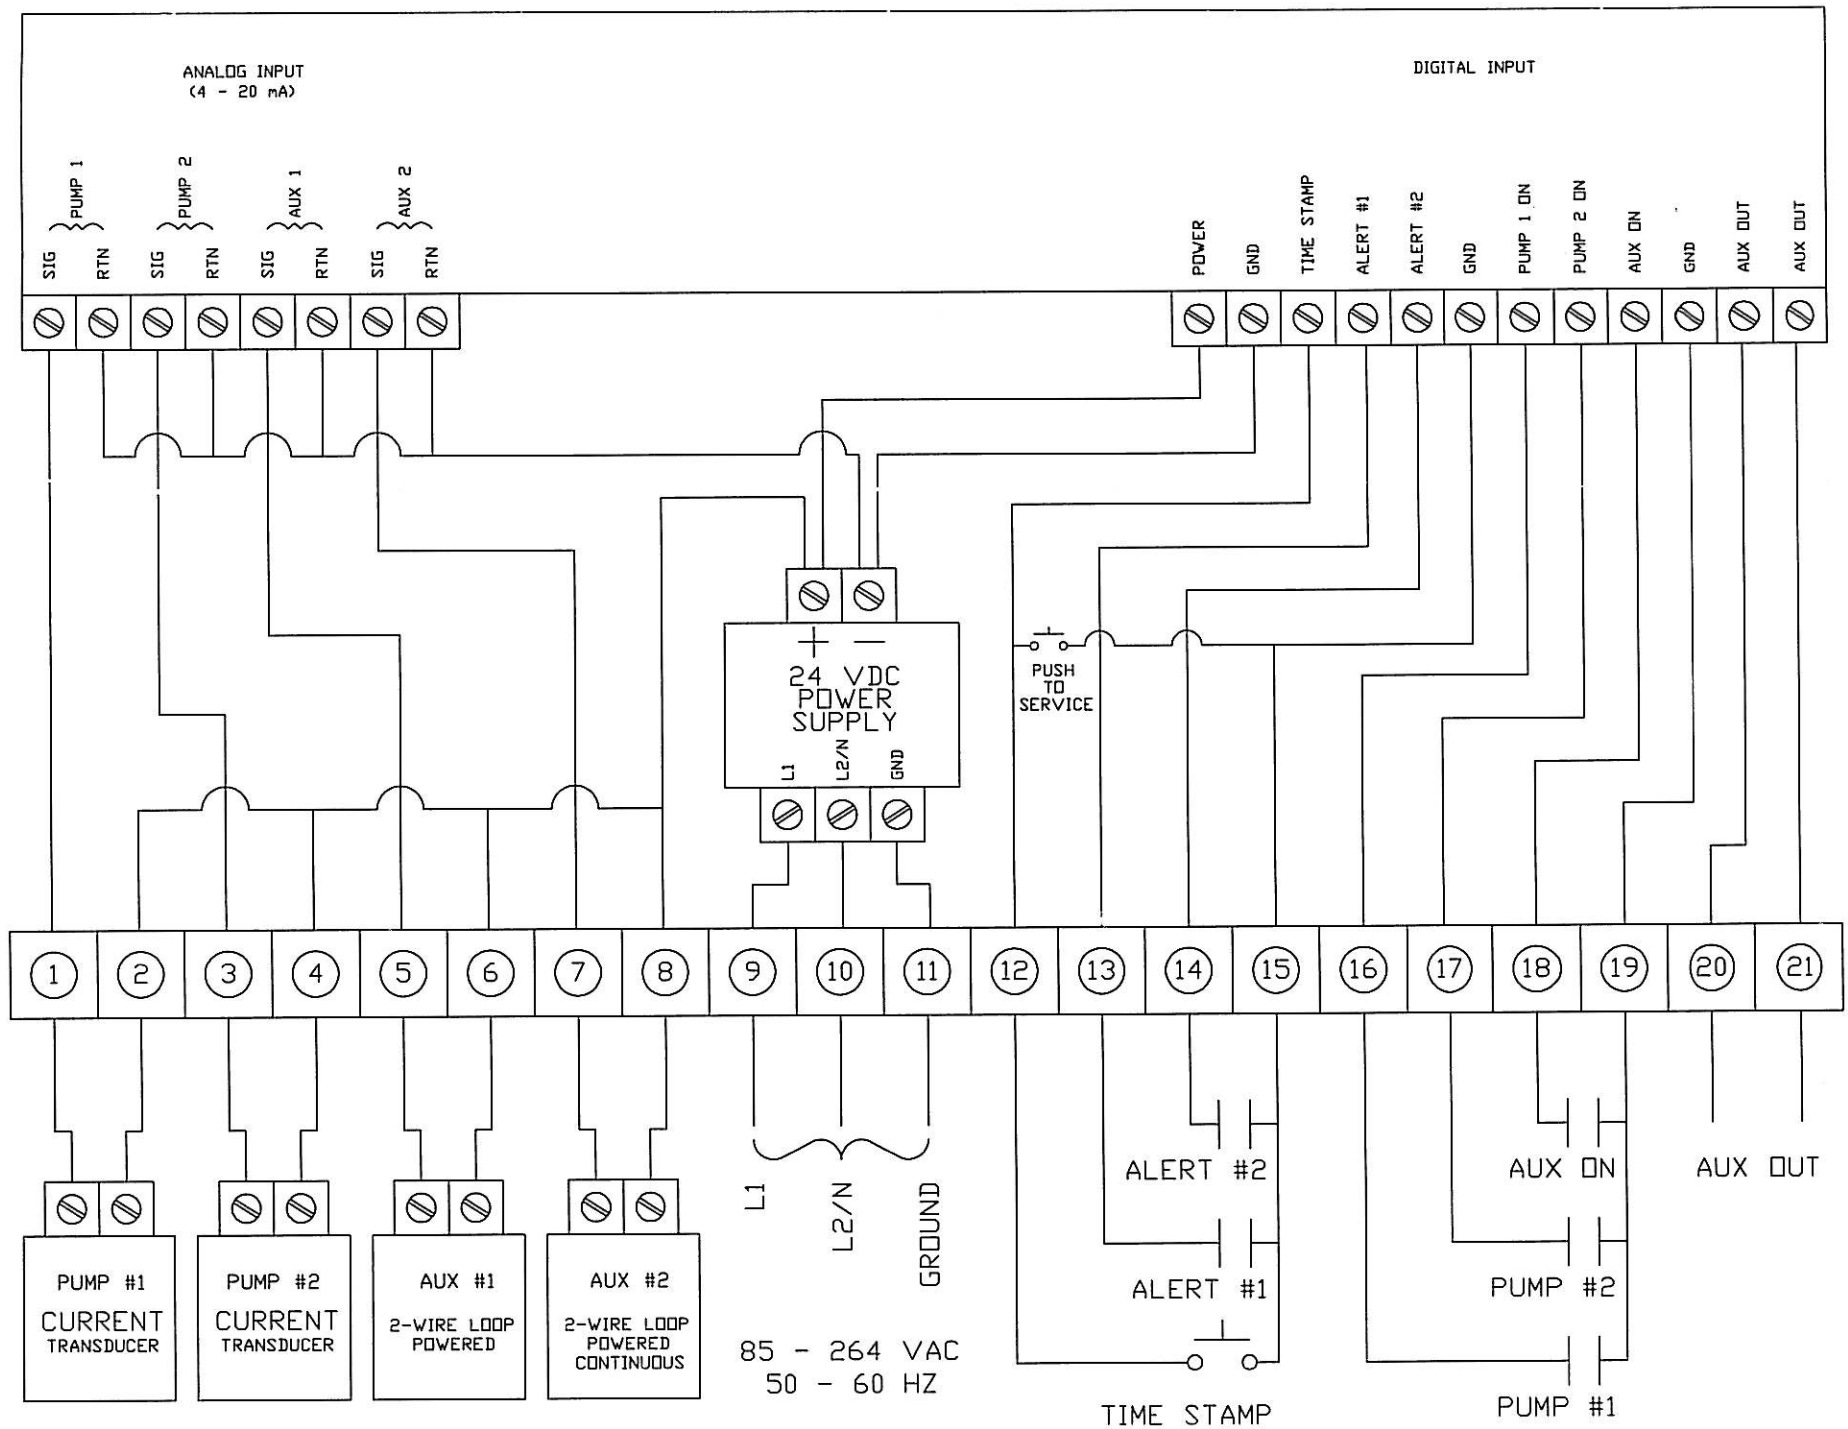 ANALOG INPUT
(4 - 20 mA)
DIGITAL INPUT
PUMP 1
PUMP 2
AUX 1
AUX 2
SIG
RTN
SIG
RTN
SIG
RTN
SIG
RTN
POWER
GND
TIME STAMP
ALERT #1
ALERT #2
GND
PUMP 1 ON
PUMP 2 ON
AUX ON
GND
AUX OUT
AUX OUT
+ -
24 VDC
POWER
SUPPLY
L1
L2/N
GND
PUSH
TO
SERVICE
1
2
3
4
5
6
7
8
9
10
11
12
13
14
15
16
17
18
19
20
21
PUMP #1
CURRENT
TRANSDUCER
PUMP #2
CURRENT
TRANSDUCER
AUX #1
2-WIRE LOOP
POWERED
AUX #2
2-WIRE LOOP
POWERED
CONTINUOUS
L1
L2/N
GROUND
85 - 264 VAC
50 - 60 HZ
ALERT #2
ALERT #1
TIME STAMP
AUX ON
PUMP #2
PUMP #1
AUX OUT